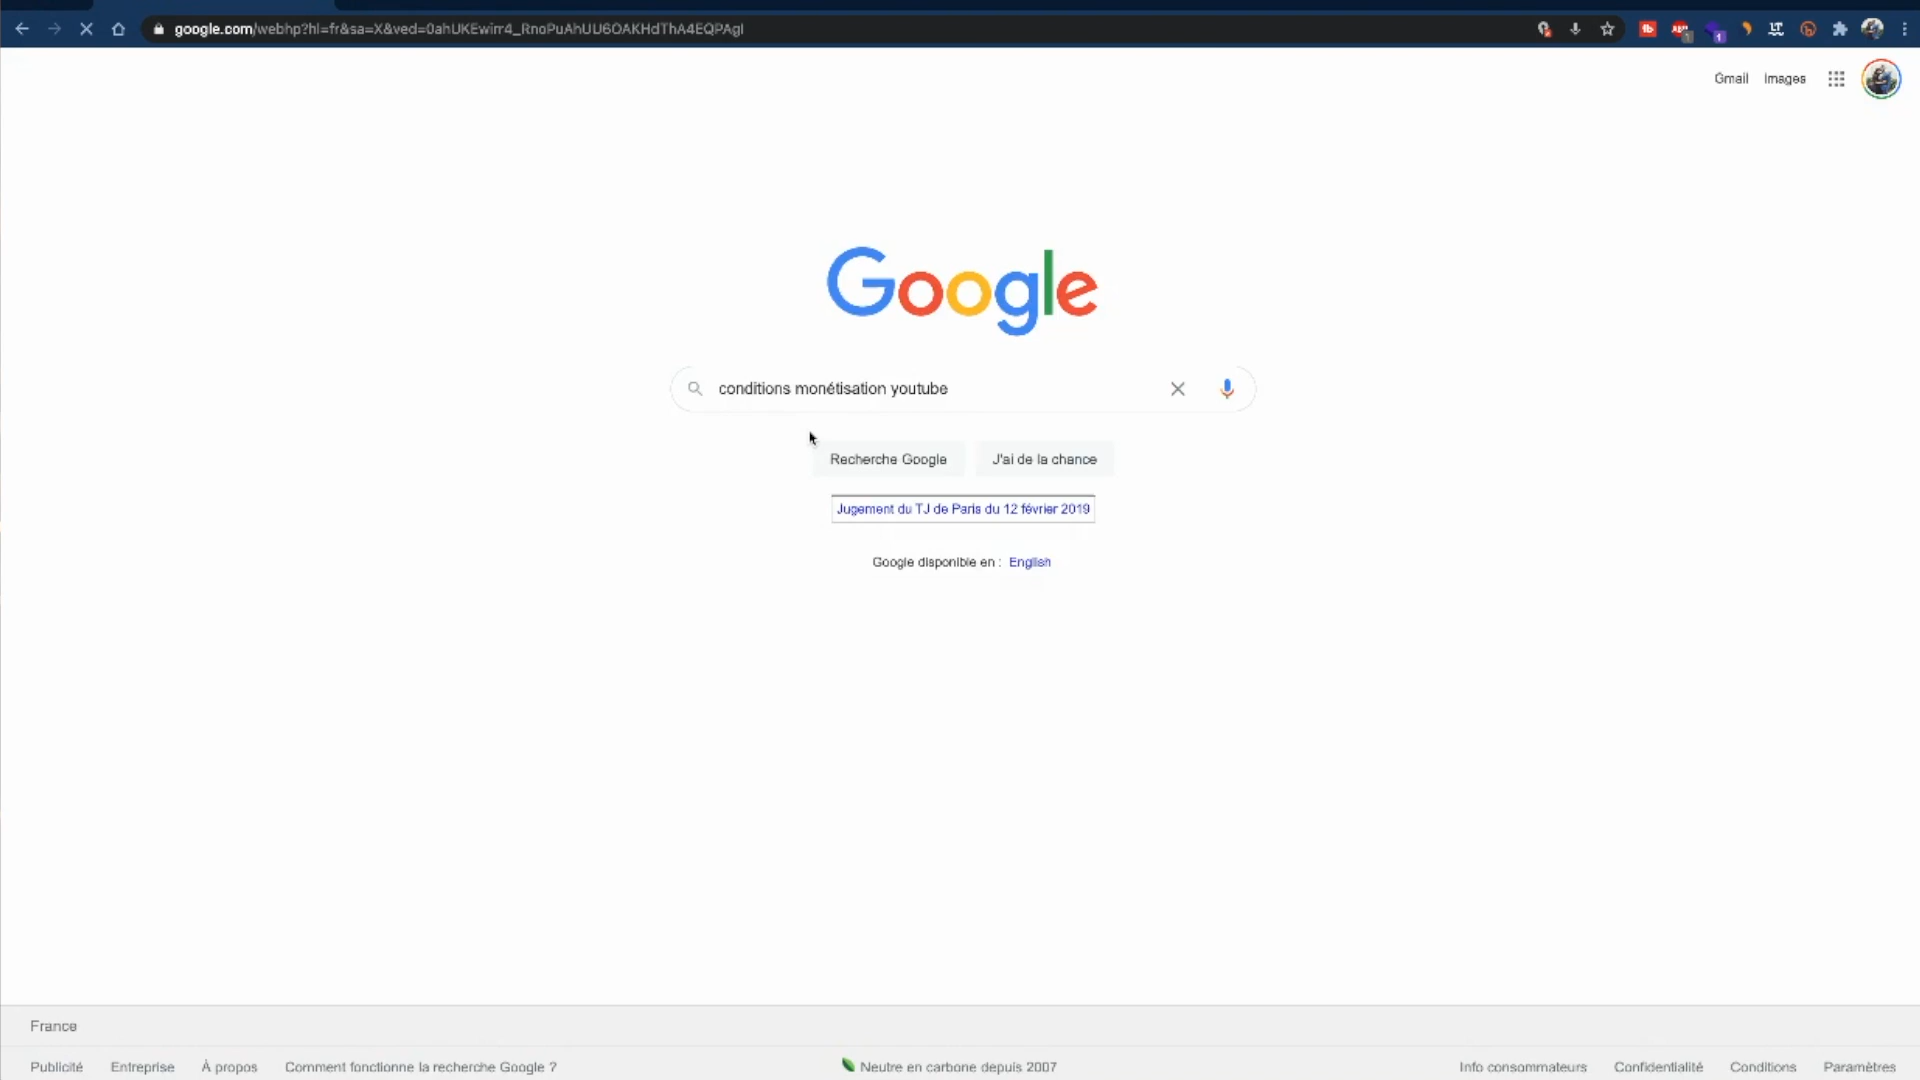 google.com/webhp?hl=fr&sa=X&ved=0ahUKEwirr4_RnoPuAhUU6OAKHdThA4EQPAgI
Gmail Images
Google
conditions monétisation youtube
Recherche Google J'ai de la chance
Jugement du TJ de Paris du 12 février 2019
Google disponible en : English
France
Publicité Entreprise À propos Comment fonctionne la recherche Google ? Neutre en carbone depuis 2007 Info consommateurs Confidentialité Conditions Paramètres